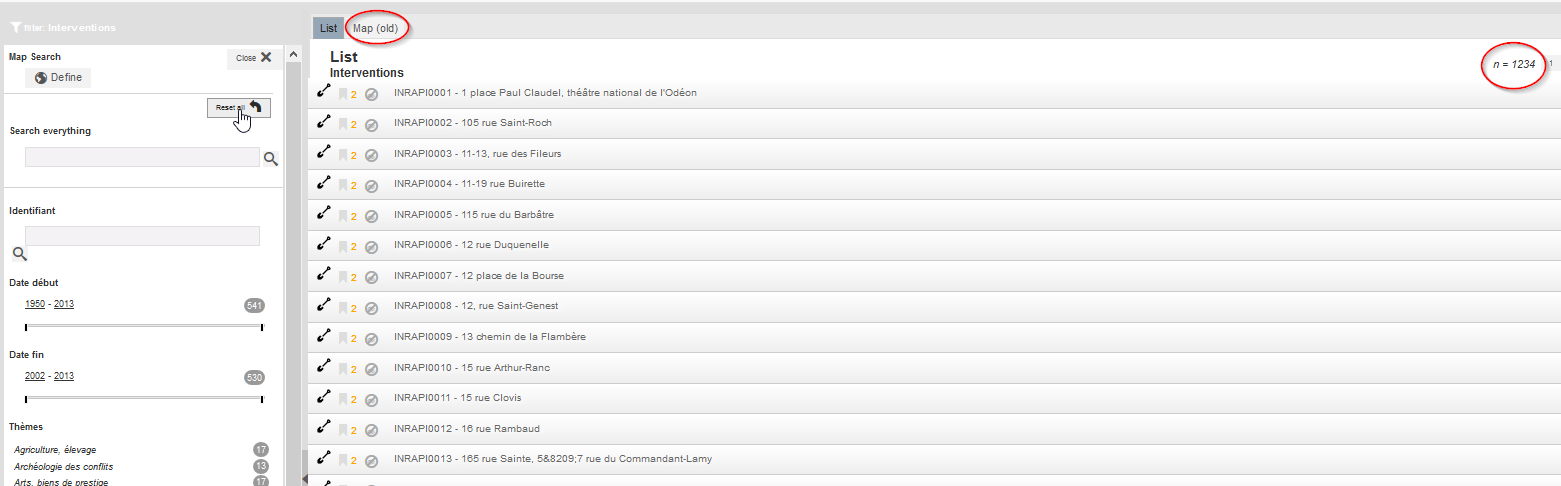 filter: Interventions
Map Search
Close
Define
Reset all
Search everything
Identifiant
Date début
1950 - 2013
541
Date fin
2002 - 2013
530
Thèmes
Agriculture, élevage
17
Archéologie des conflits
13
Arts, biens de prestige
17
List
Map (old)
List
Interventions
n = 1234
1
2
INRAPI0001 - 1 place Paul Claudel, théâtre national de l'Odéon
2
INRAPI0002 - 105 rue Saint-Roch
2
INRAPI0003 - 11-13, rue des Fileurs
2
INRAPI0004 - 11-19 rue Buirette
2
INRAPI0005 - 115 rue du Barbâtre
2
INRAPI0006 - 12 rue Duquenelle
2
INRAPI0007 - 12 place de la Bourse
2
INRAPI0008 - 12, rue Saint-Genest
2
INRAPI0009 - 13 chemin de la Flambère
2
INRAPI0010 - 15 rue Arthur-Ranc
2
INRAPI0011 - 15 rue Clovis
2
INRAPI0012 - 16 rue Rambaud
2
INRAPI0013 - 165 rue Sainte, 5&8209;7 rue du Commandant-Lamy